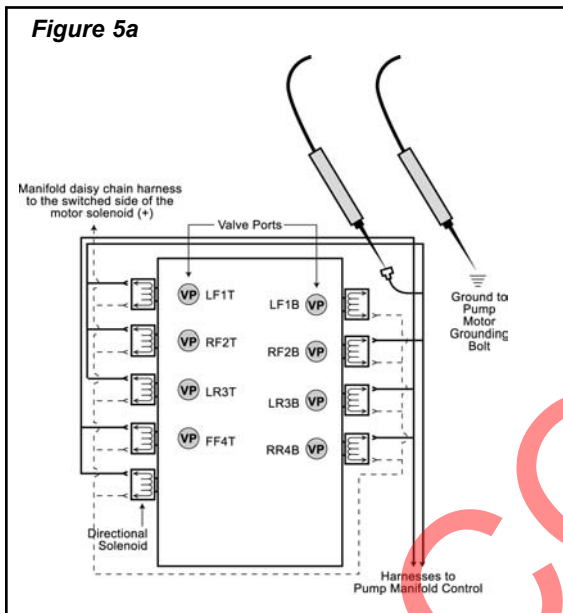 Figure 5a
Manifold daisy chain harness
to the switched side of the
motor solenoid (+)
Valve Ports
VP LF1T
LF1B VP
VP RF2T
RF2B VP
VP LR3T
LR3B VP
VP FF4T
RR4B VP
Ground to
Pump
Motor
Grounding
Bolt
Directional
Solenoid
Harnesses to
Pump Manifold Control